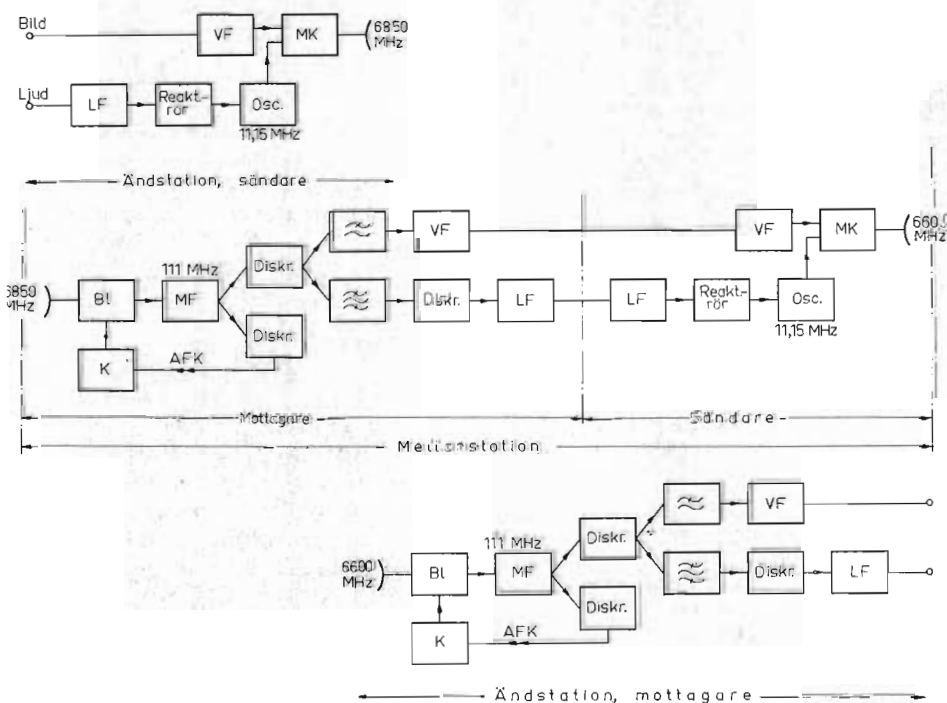 Bild
VF
MK
6850
MHz
Ljud
LF
Reakt-
rör
Osc.
11,15 MHz
Ändstation, sändare
6850
MHz
Bl
111 MHz
MF
Diskr.
Diskr.
K
AFK
VF
Diskr.
LF
LF
Reakt-
rör
Osc.
11,15 MHz
VF
MK
6600
MHz
Mottagare
Sändare
Mellanstation
6600
MHz
Bl
111 MHz
MF
Diskr.
Diskr.
K
AFK
VF
Diskr.
LF
Ändstation, mottagare